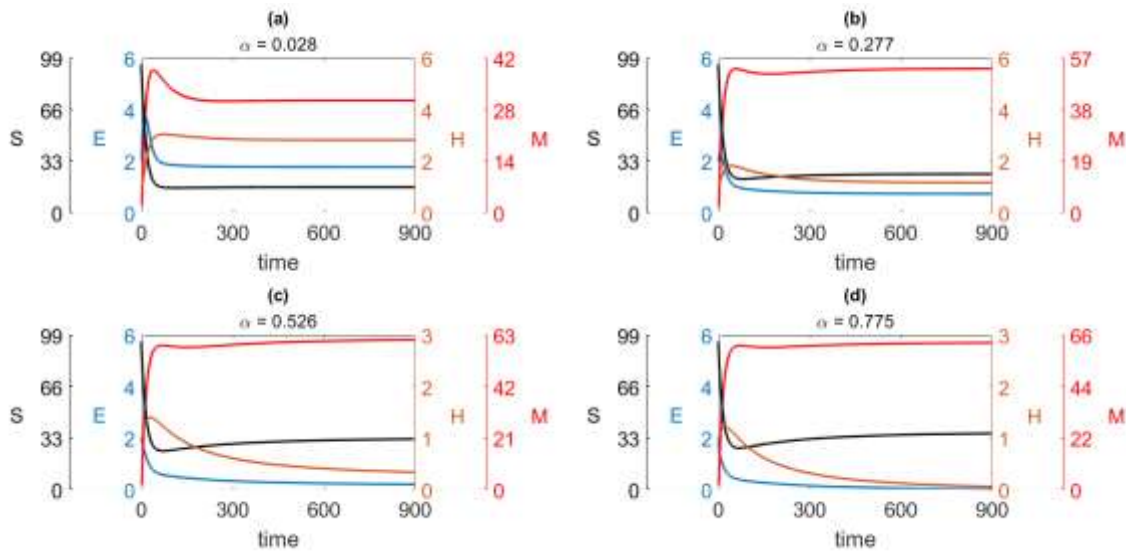 (a)
α = 0.028
99 6 6 42
66 4 4 28
S E H M
33 2 2 14
0 0 0 0
0 300 600 900
time
(b)
α = 0.277
99 6 6 57
66 4 4 38
S E H M
33 2 2 19
0 0 0 0
0 300 600 900
time
(c)
α = 0.526
99 6 3 63
66 4 2 42
S E H M
33 2 1 21
0 0 0 0
0 300 600 900
time
(d)
α = 0.775
99 6 3 66
66 4 2 44
S E H M
33 2 1 22
0 0 0 0
0 300 600 900
time